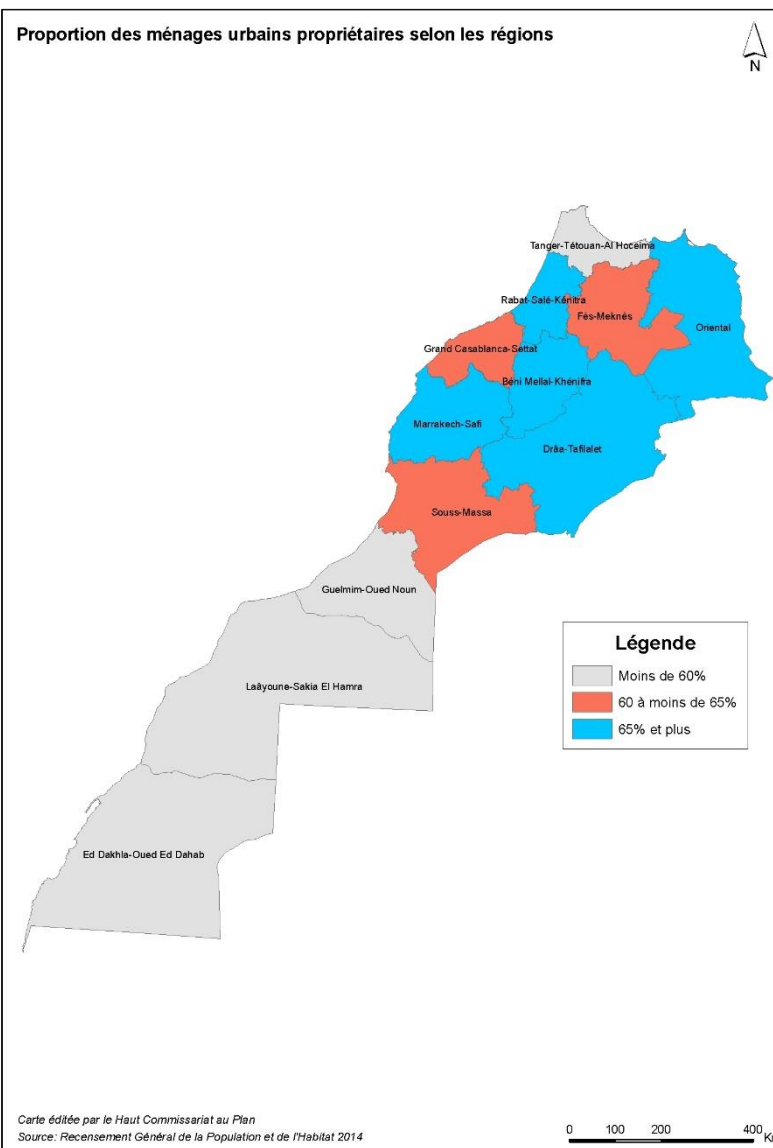 Proportion des ménages urbains propriétaires selon les régions
N
Tanger-Tétouan-Al Hoceima
Rabat-Salé-Kénitra
Fès-Meknès
Oriental
Grand Casablanca-Settat
Béni Mellal-Khénifra
Marrakech-Safi
Drâa-Tafilalet
Souss-Massa
Guelmim-Oued Noun
Laâyoune-Sakia El Hamra
Ed Dakhla-Oued Ed Dahab
Légende
Moins de 60%
60 à moins de 65%
65% et plus
Carte éditée par le Haut Commissariat au Plan
Source: Recensement Général de la Population et de l'Habitat 2014
0 100 200 400